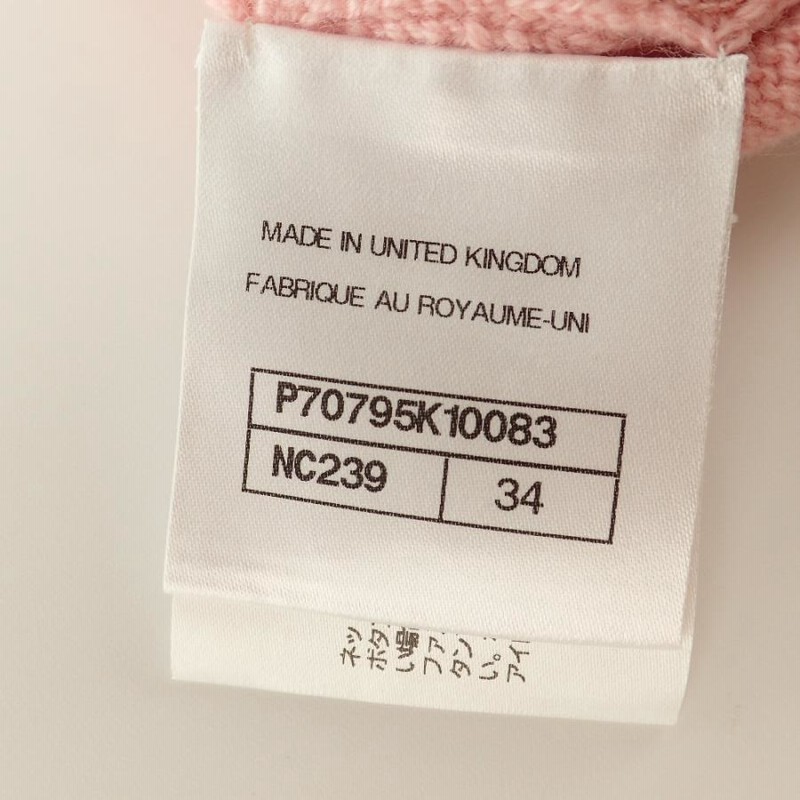 MADE IN UNITED KINGDOM
FABRIQUE AU ROYAUME-UNI
P70795K10083
NC239
34